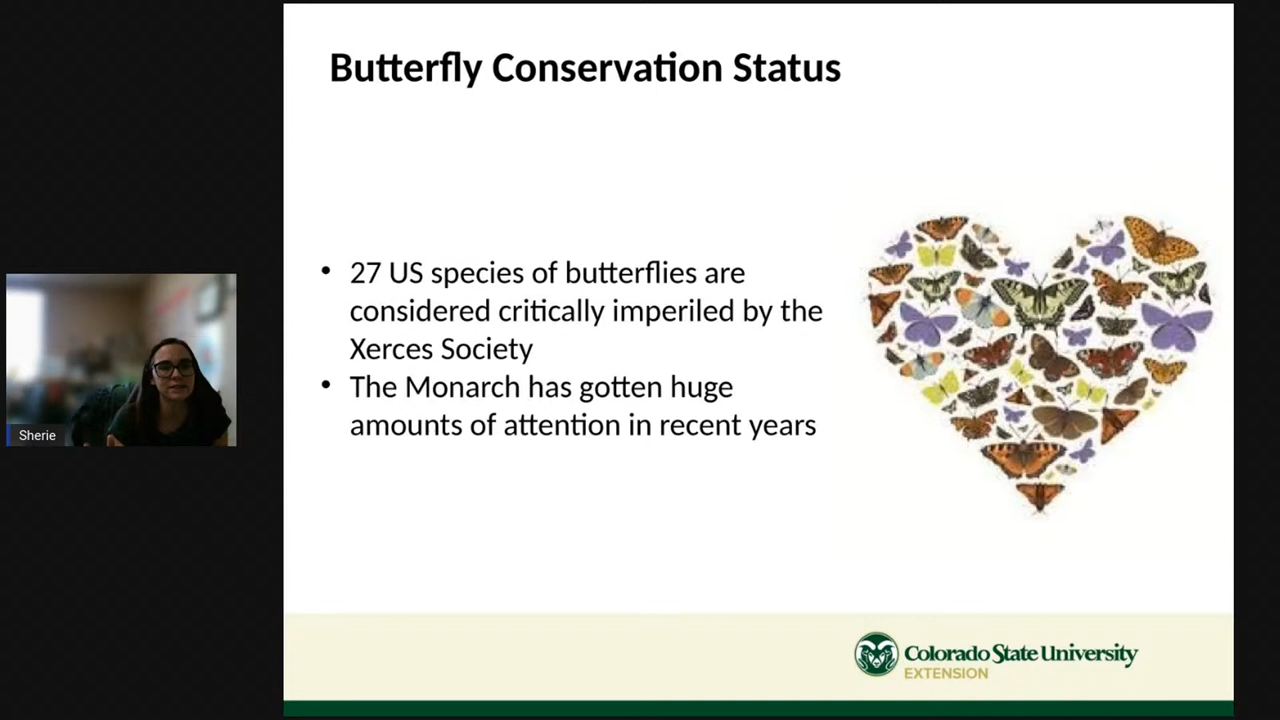 Butterfly Conservation Status
• 27 US species of butterflies are
considered critically imperiled by the
Xerces Society
• The Monarch has gotten huge
amounts of attention in recent years
Sherie
Colorado State University
EXTENSION